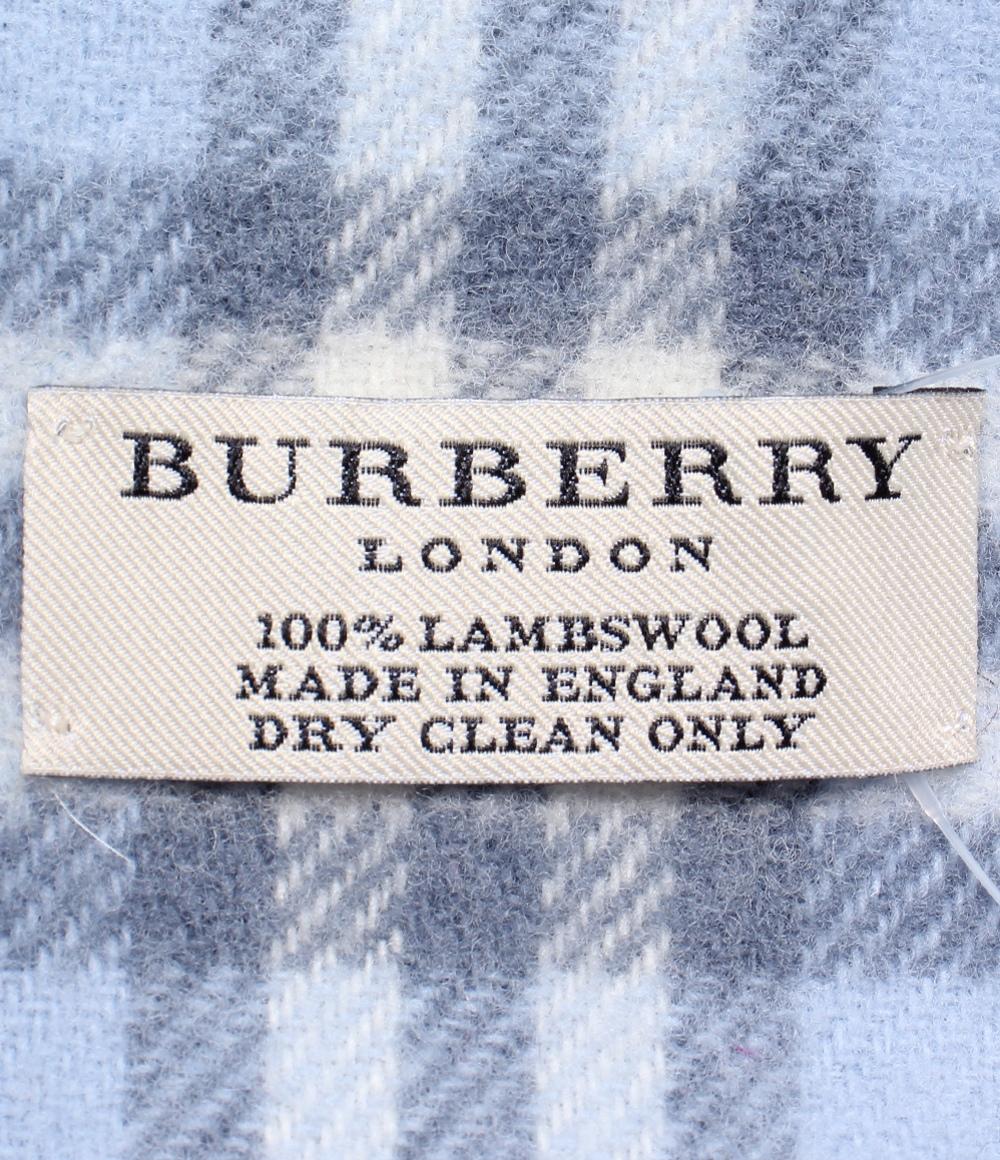 BURBERRY
LONDON
100% LAMBSWOOL
MADE IN ENGLAND
DRY CLEAN ONLY